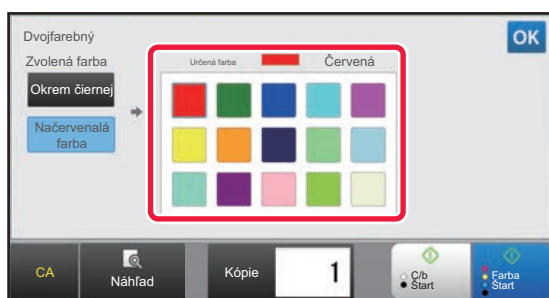 Dvojfarebný
OK
Zvolená farba
Určená farba
Červená
Okrem čiernej
Načervenalá
farba
CA
Náhľad
Kópie
1
Č/b
Štart
Farba
Štart